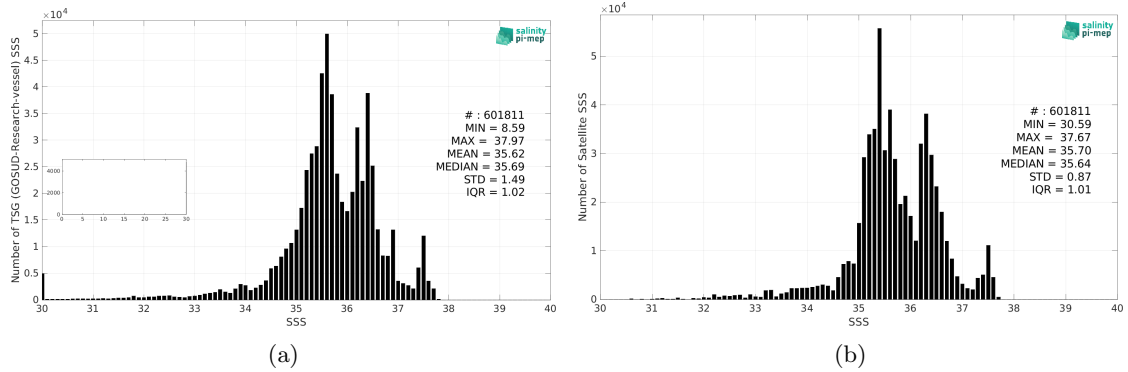 ×10⁴
5
4.5
4
3.5
3
2.5
2
1.5
1
0.5
0
Number of TSG (GOSUD-Research-vessel) SSS
30 31 32 33 34 35 36 37 38 39 40
SSS
4000
2000
0
0 5 10 15 20 25 30
salinity
pi-mep
# : 601811
MIN = 8.59
MAX = 37.97
MEAN = 35.62
MEDIAN = 35.69
STD = 1.49
IQR = 1.02
(a)
×10⁴
5
4
3
2
1
0
Number of Satellite SSS
30 31 32 33 34 35 36 37 38 39 40
SSS
salinity
pi-mep
# : 601811
MIN = 30.59
MAX = 37.67
MEAN = 35.70
MEDIAN = 35.64
STD = 0.87
IQR = 1.01
(b)